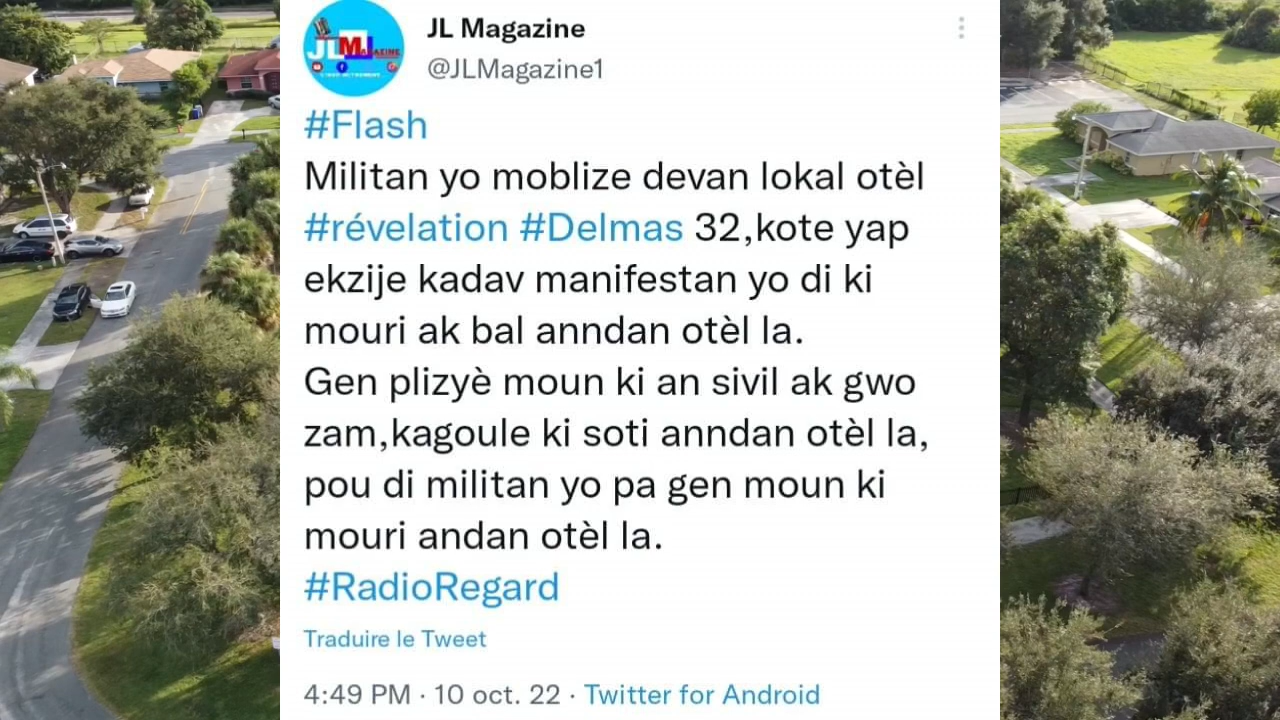 JL Magazine
@JLMagazine1
#Flash
Militan yo moblize devan lokal otèl
#révelation #Delmas 32,kote yap
ekzije kadav manifestan yo di ki
mouri ak bal anndan otèl la.
Gen plizyè moun ki an sivil ak gwo
zam,kagoule ki soti anndan otèl la,
pou di militan yo pa gen moun ki
mouri andan otèl la.
#RadioRegard
Traduire le Tweet
4:49 PM · 10 oct. 22 · Twitter for Android